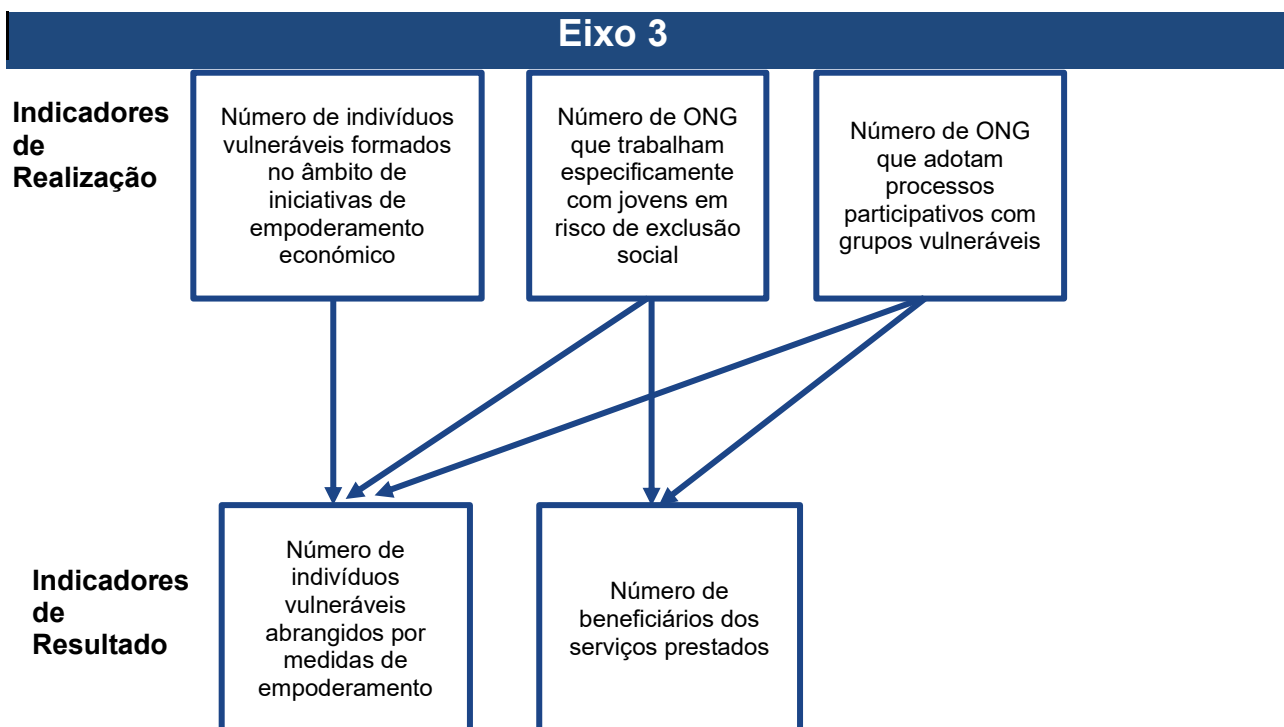 Eixo 3
Indicadores
de
Realização
Número de indivíduos
vulneráveis formados
no âmbito de
iniciativas de
empoderamento
económico
Número de ONG
que trabalham
especificamente
com jovens em
risco de exclusão
social
Número de ONG
que adotam
processos
participativos com
grupos vulneráveis
Indicadores
de
Resultado
Número de
indivíduos
vulneráveis
abrangidos por
medidas de
empoderamento
Número de
beneficiários dos
serviços prestados